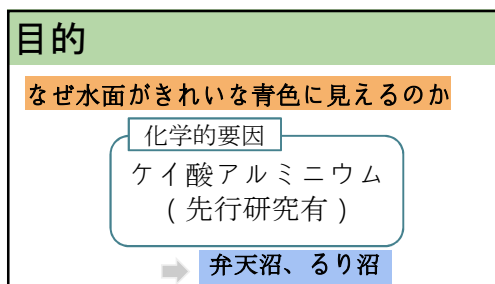 目的
なぜ水面がきれいな青色に見えるのか
化学的要因
ケイ酸アルミニウム
(先行研究有)
弁天沼、るり沼